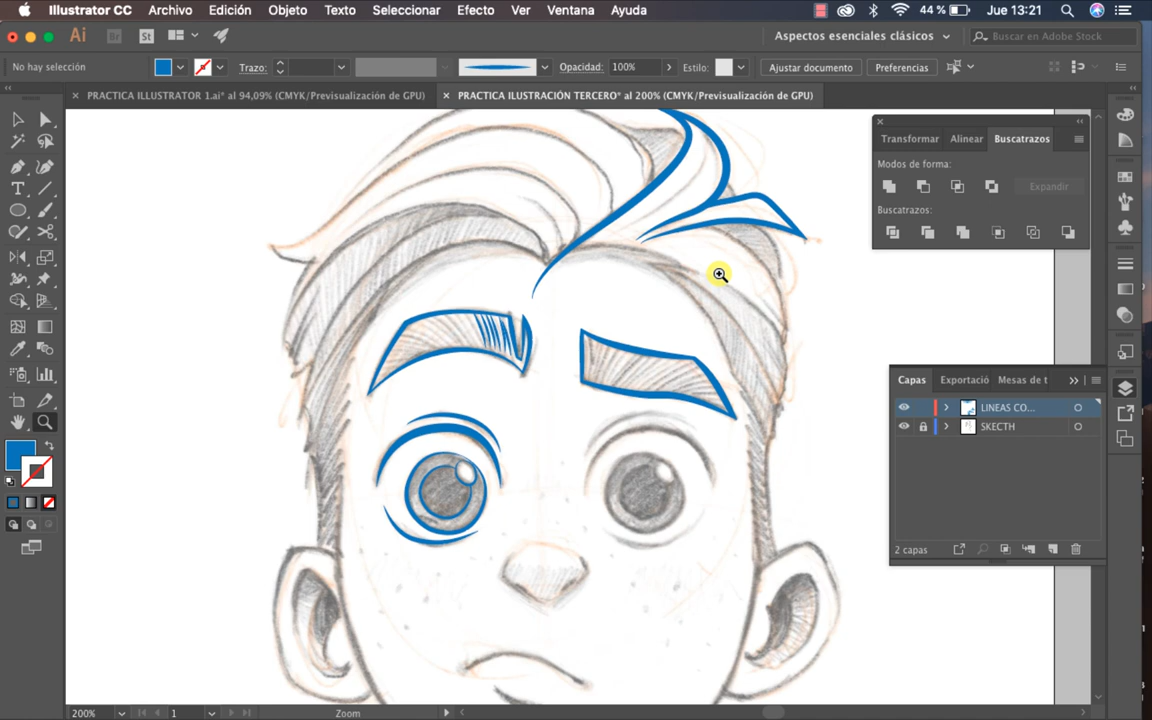 Illustrator CC Archivo Edición Objeto Texto Seleccionar Efecto Ver Ventana Ayuda 44 % Jue 13:21
Ai Br St Aspectos esenciales clásicos Buscar en Adobe Stock
No hay selección Trazo: Opacidad: 100% Estilo: Ajustar documento Preferencias
× PRACTICA ILLUSTRATOR 1.ai* al 94,09% (CMYK/Previsualización de GPU) × PRACTICA ILUSTRACIÓN TERCERO* al 200% (CMYK/Previsualización de GPU)
Transformar Alinear Buscatrazos
Modos de forma:
Expandir
Buscatrazos:
Capas Exportació Mesas de t
LINEAS CO...
SKECTH
2 capas
200% 1 Zoom